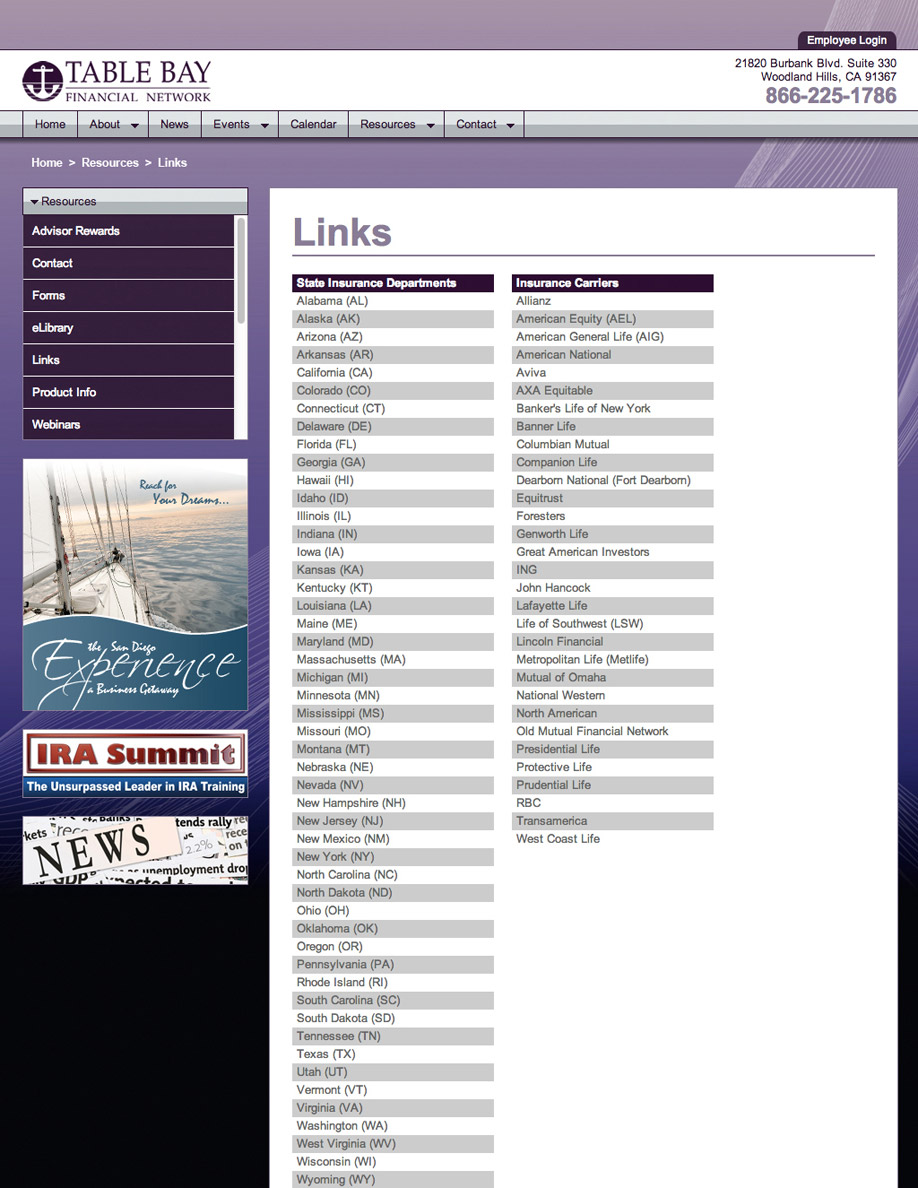 Employee Login
TABLE BAY
FINANCIAL NETWORK
21820 Burbank Blvd. Suite 330
Woodland Hills, CA 91367
866-225-1786
Home About News Events Calendar Resources Contact
Home > Resources > Links
Resources
Advisor Rewards
Contact
Forms
eLibrary
Links
Product Info
Webinars
Reach for
Your Dreams...
the San Diego
Experience
a Business Getaway
IRA Summit
The Unsurpassed Leader in IRA Training
NEWS
tends rally
2.2%
unemployment
GDP
Links
State Insurance Departments
Alabama (AL)
Alaska (AK)
Arizona (AZ)
Arkansas (AR)
California (CA)
Colorado (CO)
Connecticut (CT)
Delaware (DE)
Florida (FL)
Georgia (GA)
Hawaii (HI)
Idaho (ID)
Illinois (IL)
Indiana (IN)
Iowa (IA)
Kansas (KA)
Kentucky (KT)
Louisiana (LA)
Maine (ME)
Maryland (MD)
Massachusetts (MA)
Michigan (MI)
Minnesota (MN)
Mississippi (MS)
Missouri (MO)
Montana (MT)
Nebraska (NE)
Nevada (NV)
New Hampshire (NH)
New Jersey (NJ)
New Mexico (NM)
New York (NY)
North Carolina (NC)
North Dakota (ND)
Ohio (OH)
Oklahoma (OK)
Oregon (OR)
Pennsylvania (PA)
Rhode Island (RI)
South Carolina (SC)
South Dakota (SD)
Tennessee (TN)
Texas (TX)
Utah (UT)
Vermont (VT)
Virginia (VA)
Washington (WA)
West Virginia (WV)
Wisconsin (WI)
Wyoming (WY)
Insurance Carriers
Allianz
American Equity (AEL)
American General Life (AIG)
American National
Aviva
AXA Equitable
Banker's Life of New York
Banner Life
Columbian Mutual
Companion Life
Dearborn National (Fort Dearborn)
Equitrust
Foresters
Genworth Life
Great American Investors
ING
John Hancock
Lafayette Life
Life of Southwest (LSW)
Lincoln Financial
Metropolitan Life (Metlife)
Mutual of Omaha
National Western
North American
Old Mutual Financial Network
Presidential Life
Protective Life
Prudential Life
RBC
Transamerica
West Coast Life